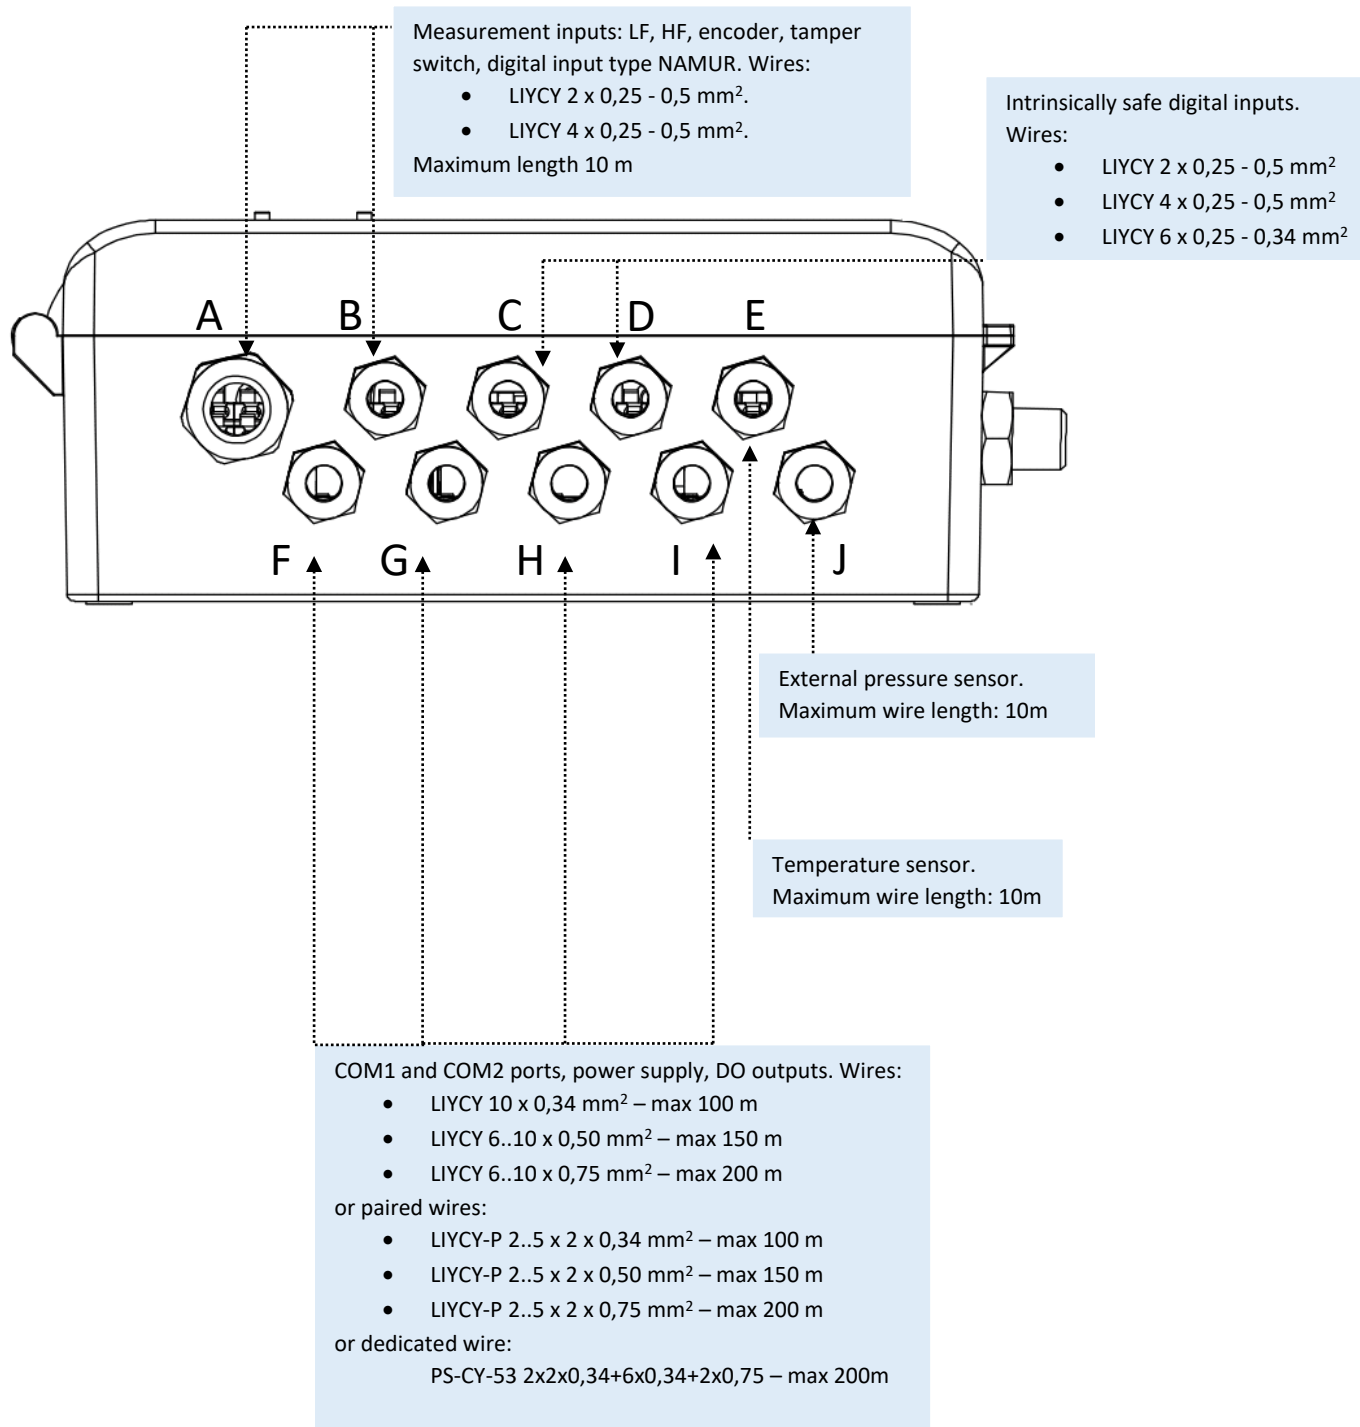 Measurement inputs: LF, HF, encoder, tamper
switch, digital input type NAMUR. Wires:
• LIYCY 2 x 0,25 - 0,5 mm².
• LIYCY 4 x 0,25 - 0,5 mm².
Maximum length 10 m
Intrinsically safe digital inputs.
Wires:
• LIYCY 2 x 0,25 - 0,5 mm²
• LIYCY 4 x 0,25 - 0,5 mm²
• LIYCY 6 x 0,25 - 0,34 mm²
A B C D E
F G H I J
External pressure sensor.
Maximum wire length: 10m
Temperature sensor.
Maximum wire length: 10m
COM1 and COM2 ports, power supply, DO outputs. Wires:
• LIYCY 10 x 0,34 mm² – max 100 m
• LIYCY 6..10 x 0,50 mm² – max 150 m
• LIYCY 6..10 x 0,75 mm² – max 200 m
or paired wires:
• LIYCY-P 2..5 x 2 x 0,34 mm² – max 100 m
• LIYCY-P 2..5 x 2 x 0,50 mm² – max 150 m
• LIYCY-P 2..5 x 2 x 0,75 mm² – max 200 m
or dedicated wire:
PS-CY-53 2x2x0,34+6x0,34+2x0,75 – max 200m